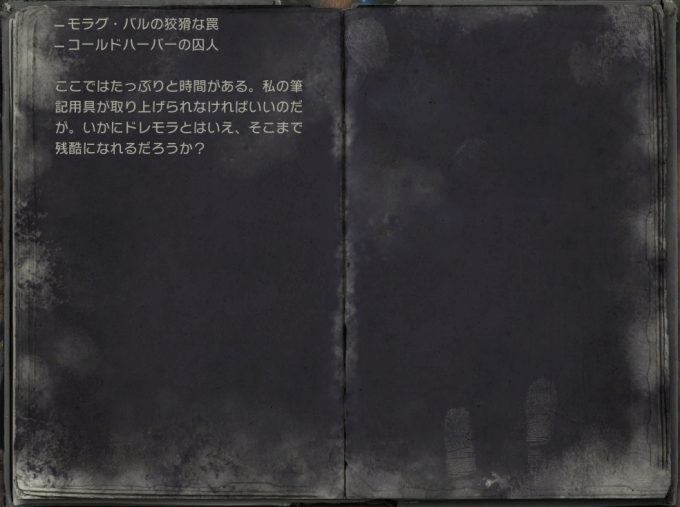 – モラグ・バルの狡猾な罠
– コールドハーバーの囚人
ここではたっぷりと時間がある。私の筆
記用具が取り上げられなければいいのだ
が。いかにドレモラとはいえ、そこまで
残酷になれるだろうか？